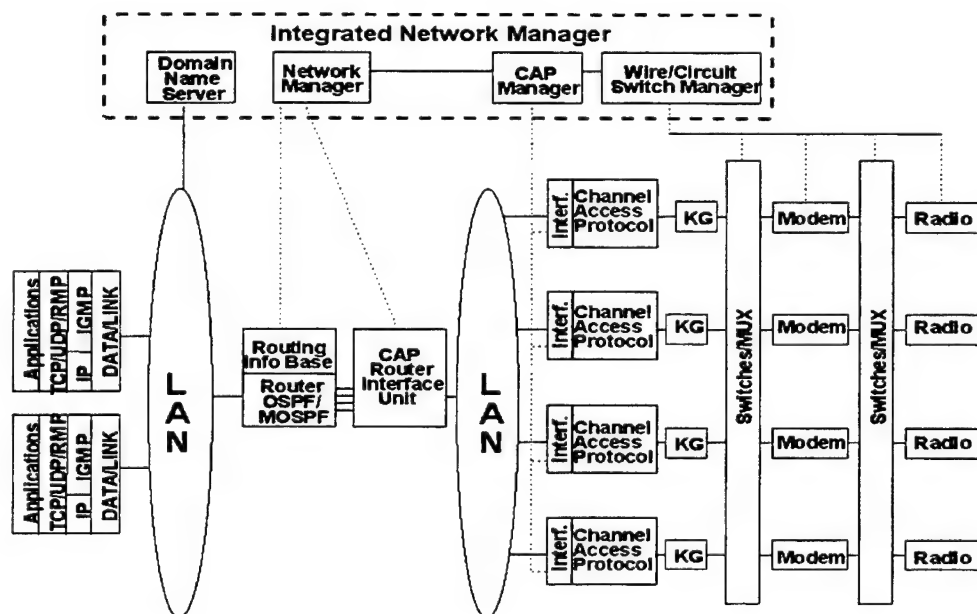 Integrated Network Manager
Domain
Name
Server
Network
Manager
CAP
Manager
Wire/Circuit
Switch Manager
Applications
TCP/UDP/RMP
IP
IGMP
DATA/LINK
Applications
TCP/UDP/RMP
IP
IGMP
DATA/LINK
LAN
Routing
Info Base
Router
OSPF/
MOSPF
CAP
Router
Interface
Unit
LAN
Interf.
Channel
Access
Protocol
KG
Modem
Radio
Interf.
Channel
Access
Protocol
KG
Modem
Radio
Interf.
Channel
Access
Protocol
KG
Modem
Radio
Interf.
Channel
Access
Protocol
KG
Modem
Radio
Switches/MUX
Switches/MUX